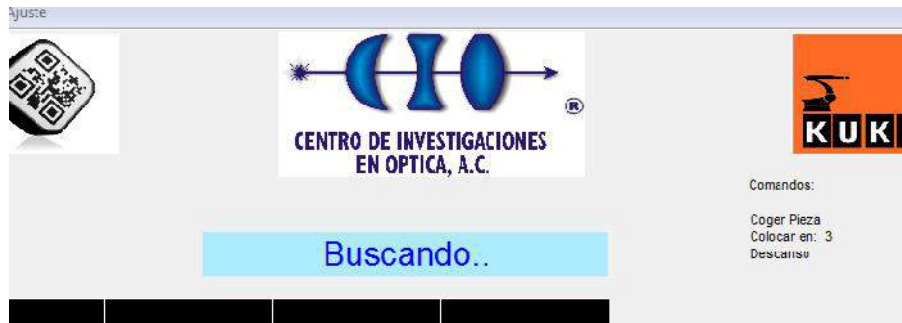 Ajuste
®
CENTRO DE INVESTIGACIONES
EN OPTICA, A.C.
KUK
Comandos:
Coger Pieza
Colocar en: 3
Descanso
Buscando..